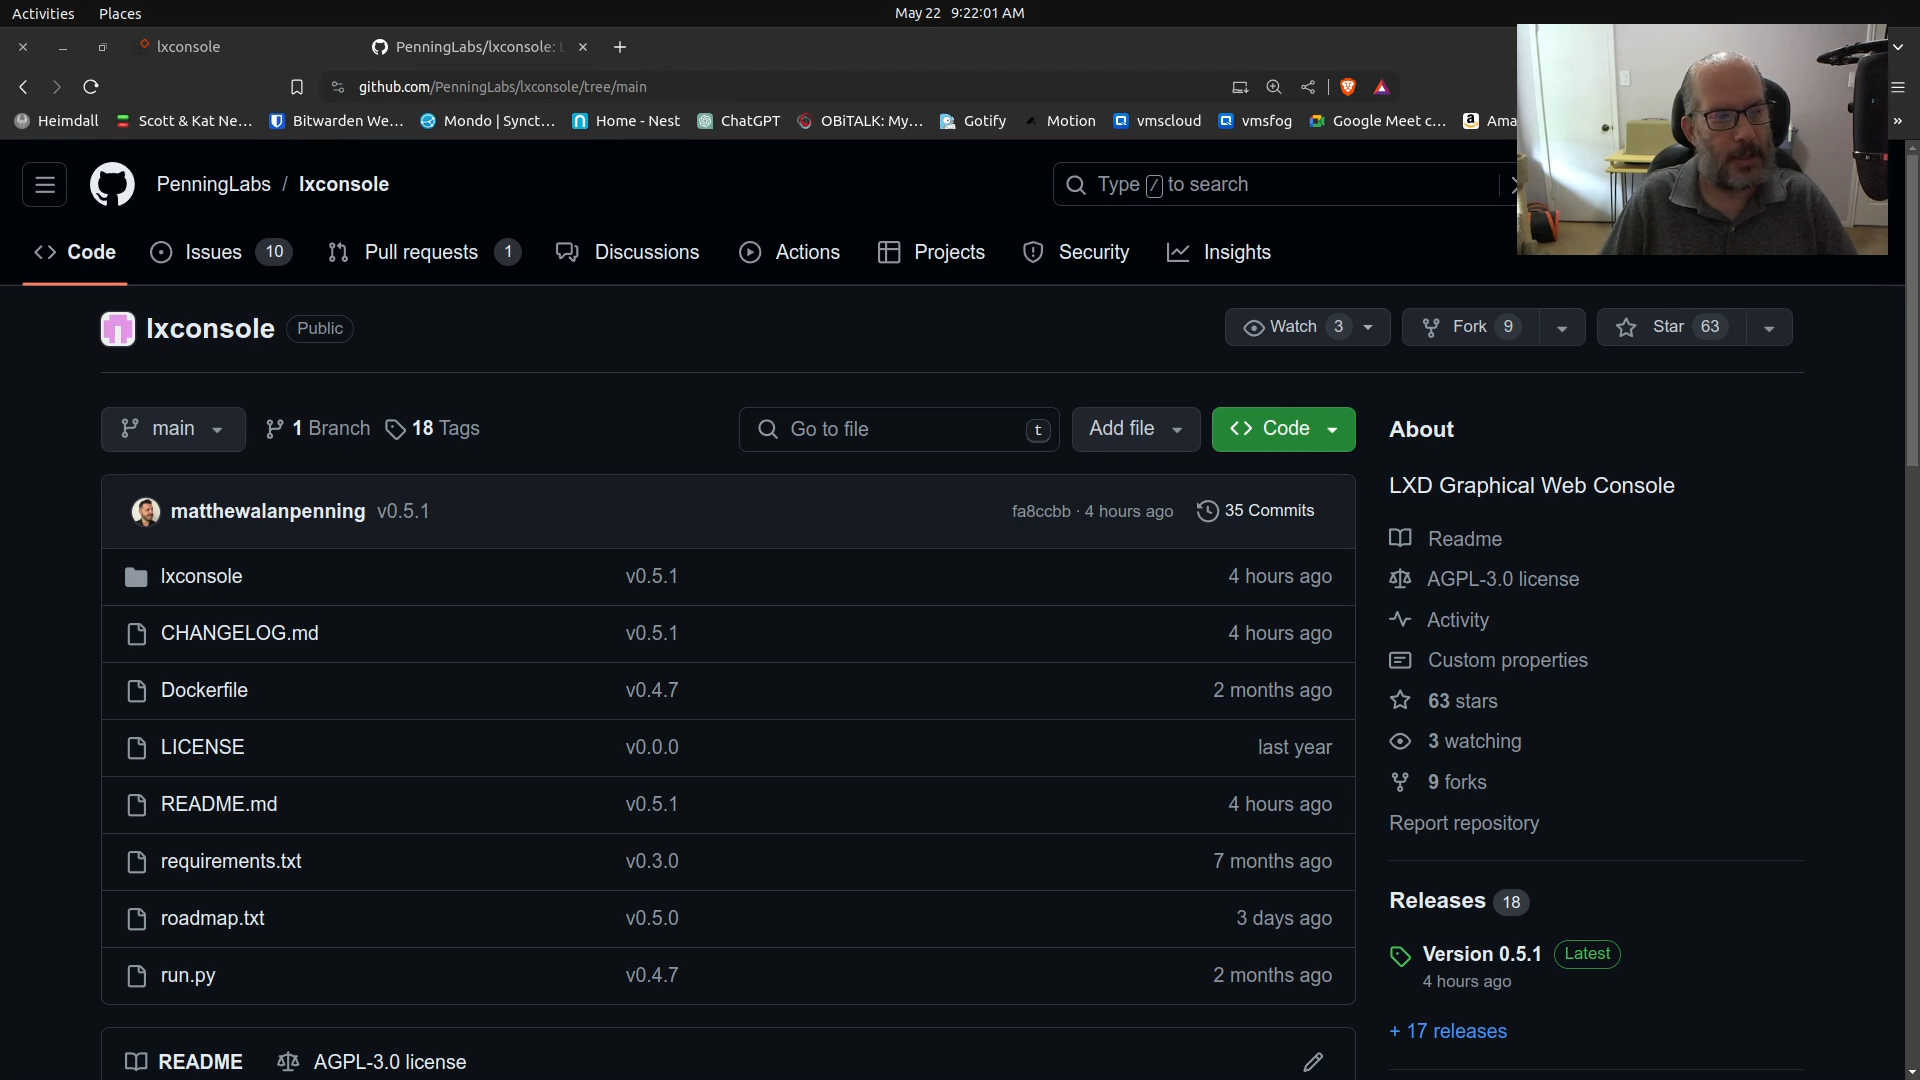 Activities Places May 22 9:22:01 AM
lxconsole PenningLabs/lxconsole:
github.com/PenningLabs/lxconsole/tree/main
Heimdall Scott & Kat Ne... Bitwarden We... Mondo | Synct... Home - Nest ChatGPT OBiTALK: My... Gotify Motion vmscloud vmsfog Google Meet c... Ama »
PenningLabs / lxconsole Type / to search
Code Issues 10 Pull requests 1 Discussions Actions Projects Security Insights
lxconsole Public Watch 3 Fork 9 Star 63
main 1 Branch 18 Tags Go to file t Add file <> Code
About
LXD Graphical Web Console
Readme
AGPL-3.0 license
Activity
Custom properties
63 stars
3 watching
9 forks
Report repository
Releases 18
Version 0.5.1 Latest
4 hours ago
+ 17 releases
matthewalanpenning v0.5.1 fa8ccbb · 4 hours ago 35 Commits
lxconsole v0.5.1 4 hours ago
CHANGELOG.md v0.5.1 4 hours ago
Dockerfile v0.4.7 2 months ago
LICENSE v0.0.0 last year
README.md v0.5.1 4 hours ago
requirements.txt v0.3.0 7 months ago
roadmap.txt v0.5.0 3 days ago
run.py v0.4.7 2 months ago
README AGPL-3.0 license